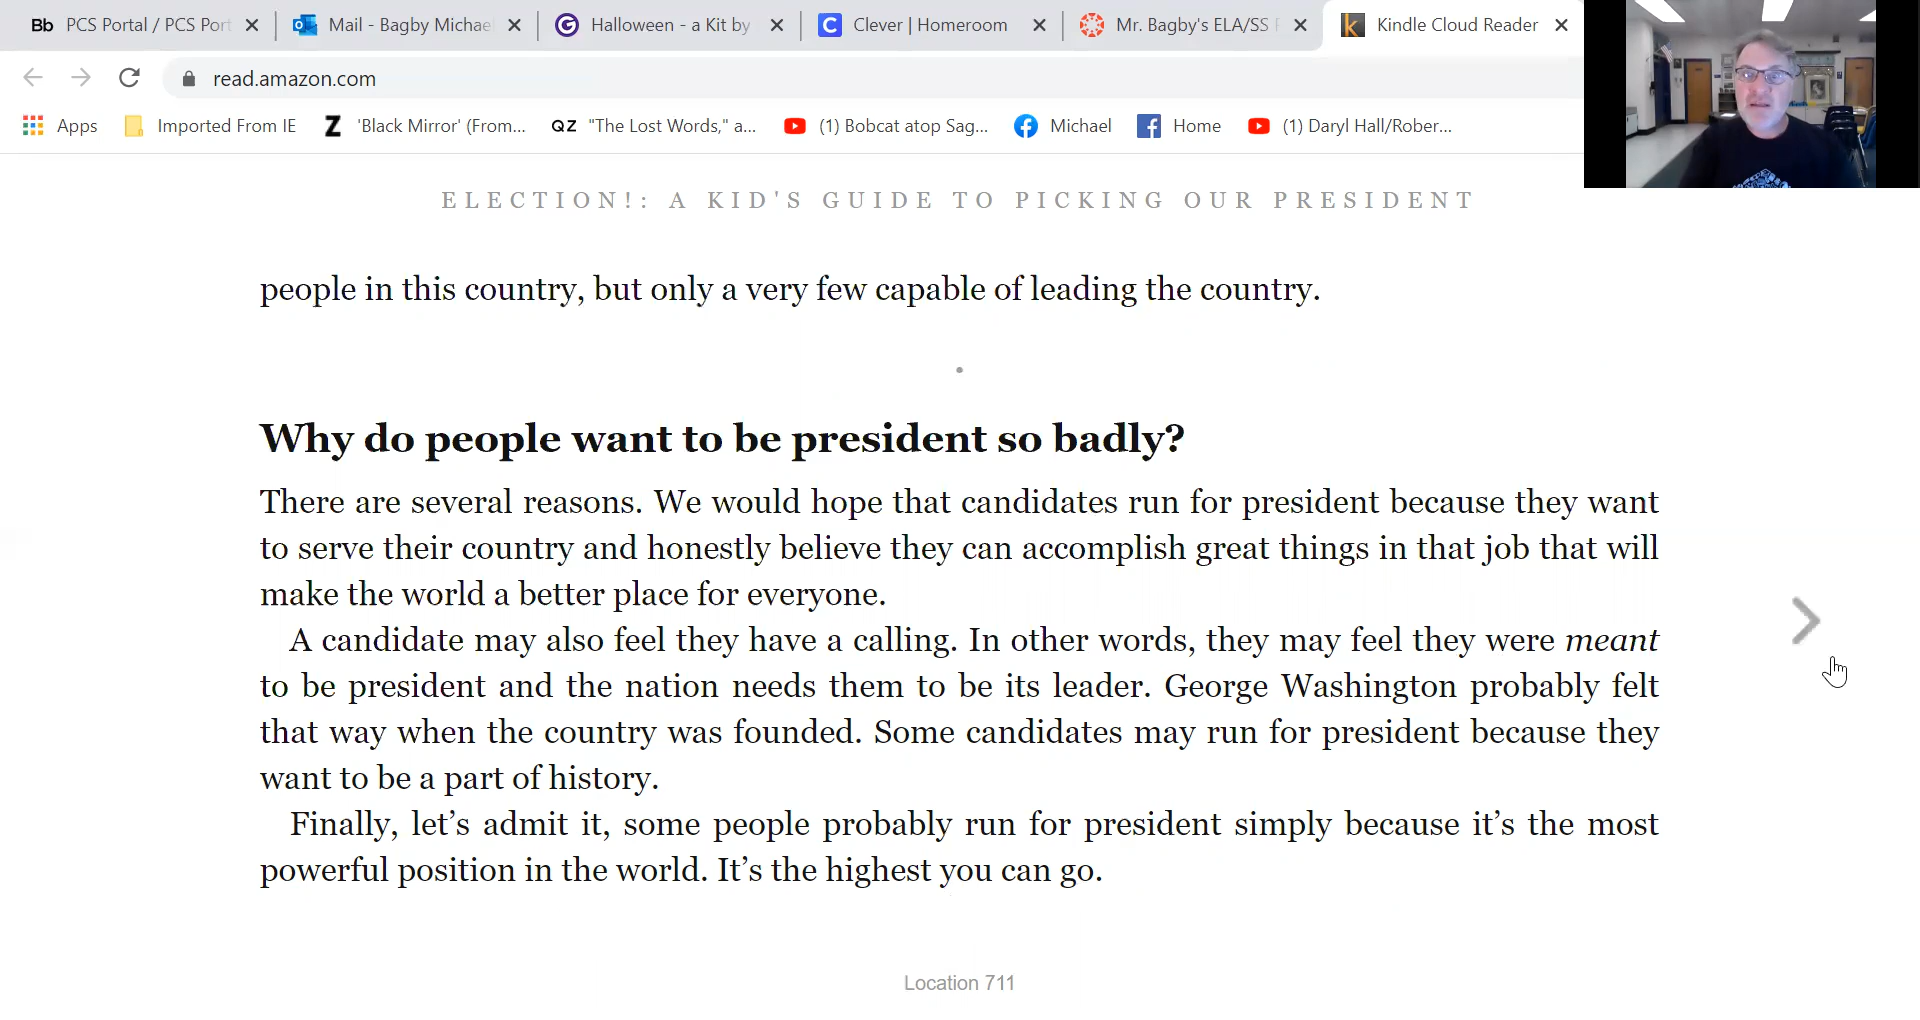 Bb PCS Portal / PCS Port
Mail - Bagby Michae
Halloween - a Kit by
C Clever | Homeroom
Mr. Bagby's ELA/SS
k Kindle Cloud Reader
read.amazon.com
Apps
Imported From IE
Z 'Black Mirror' (From...
QZ "The Lost Words," a...
(1) Bobcat atop Sag...
Michael
Home
(1) Daryl Hall/Rober...
ELECTION!: A KID'S GUIDE TO PICKING OUR PRESIDENT
people in this country, but only a very few capable of leading the country.
Why do people want to be president so badly?
There are several reasons. We would hope that candidates run for president because they want
to serve their country and honestly believe they can accomplish great things in that job that will
make the world a better place for everyone.
A candidate may also feel they have a calling. In other words, they may feel they were meant
to be president and the nation needs them to be its leader. George Washington probably felt
that way when the country was founded. Some candidates may run for president because they
want to be a part of history.
Finally, let’s admit it, some people probably run for president simply because it’s the most
powerful position in the world. It’s the highest you can go.
Location 711